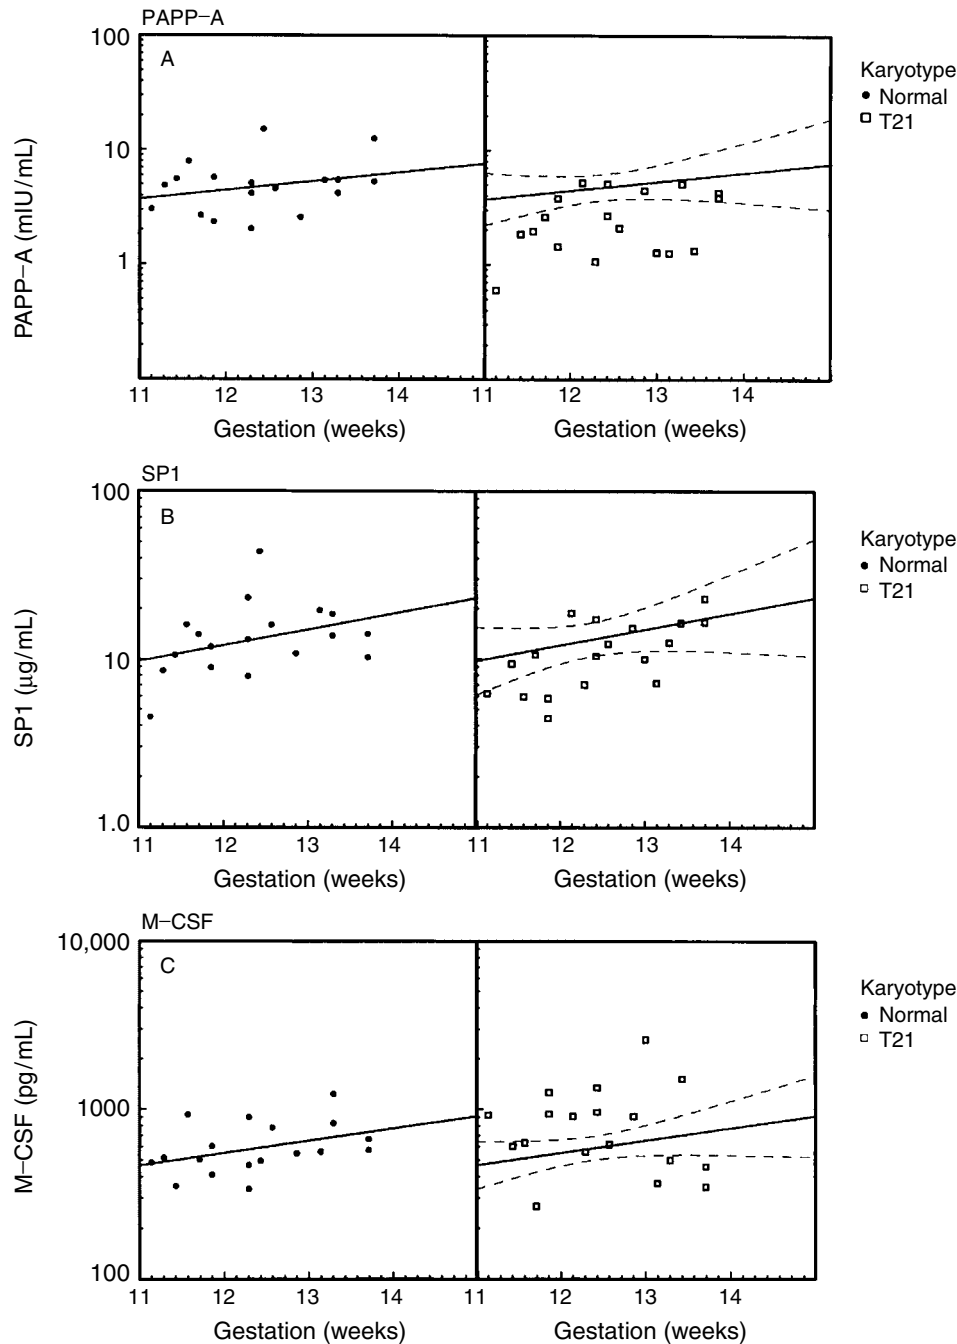 PAPP−A
A
100
10
1
PAPP−A (mIU/mL)
11 12 13 14 11 12 13 14
Gestation (weeks) Gestation (weeks)
Karyotype
Normal
T21
SP1
B
100
10
1.0
SP1 (μg/mL)
11 12 13 14 11 12 13 14
Gestation (weeks) Gestation (weeks)
Karyotype
Normal
T21
M−CSF
C
10,000
1000
100
M−CSF (pg/mL)
11 12 13 14 11 12 13 14
Gestation (weeks) Gestation (weeks)
Karyotype
Normal
T21